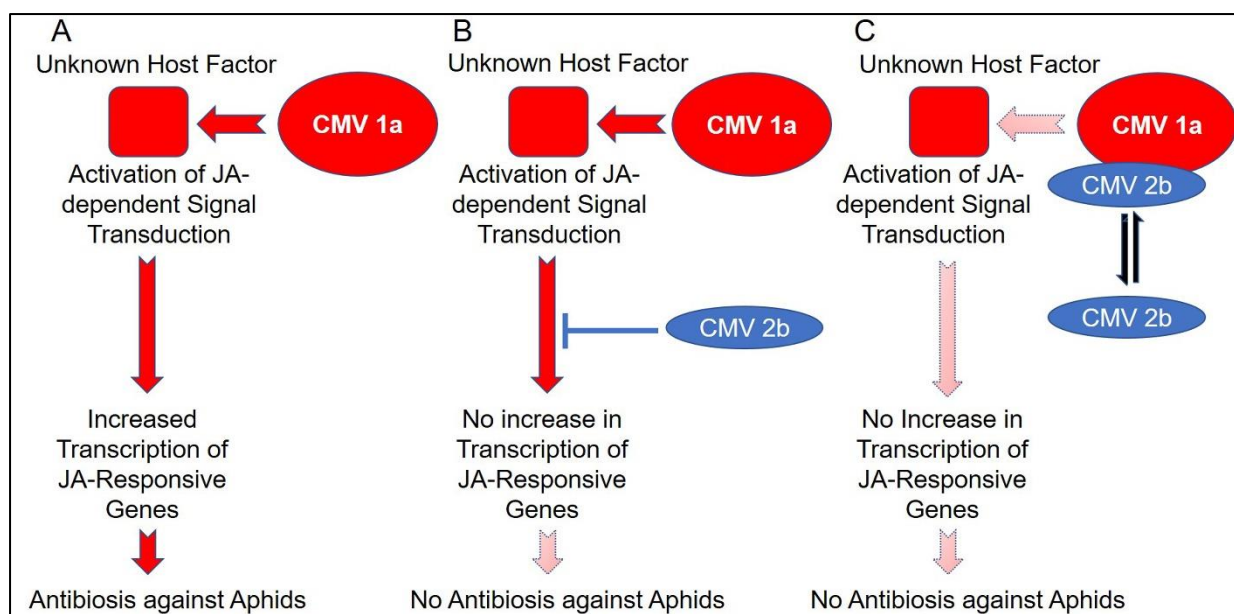 A
Unknown Host Factor
CMV 1a
Activation of JA-
dependent Signal
Transduction
Increased
Transcription of
JA-Responsive
Genes
Antibiosis against Aphids
B
Unknown Host Factor
CMV 1a
Activation of JA-
dependent Signal
Transduction
CMV 2b
No increase in
Transcription of
JA-Responsive
Genes
No Antibiosis against Aphids
C
Unknown Host Factor
CMV 1a
CMV 2b
Activation of JA-
dependent Signal
Transduction
CMV 2b
No Increase in
Transcription of
JA-Responsive
Genes
No Antibiosis against Aphids